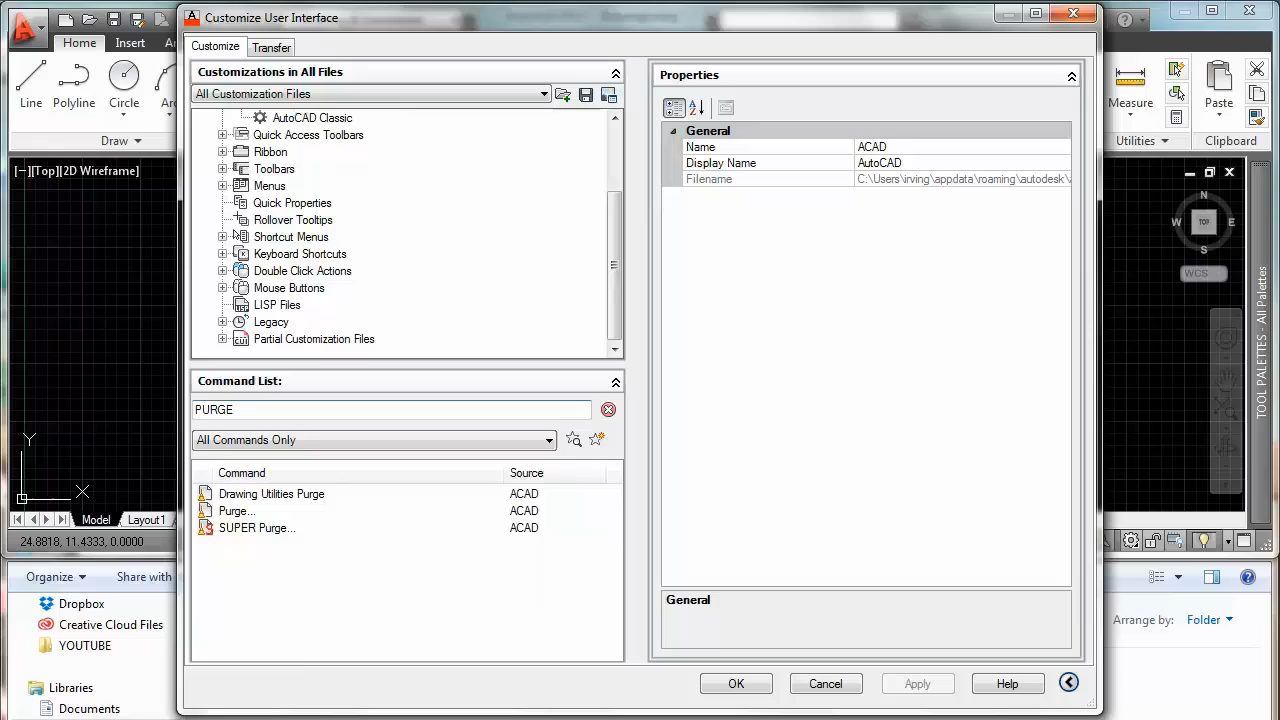 Customize User Interface
Home
Insert
Line
Polyline
Circle
Draw
Customize
Transfer
Customizations in All Files
All Customization Files
AutoCAD Classic
Quick Access Toolbars
Ribbon
Toolbars
Menus
Quick Properties
Rollover Tooltips
Shortcut Menus
Keyboard Shortcuts
Double Click Actions
Mouse Buttons
LISP Files
Legacy
Partial Customization Files
Command List:
PURGE
All Commands Only
Command Source
Drawing Utilities Purge ACAD
Purge... ACAD
SUPER Purge... ACAD
Properties
General
Name ACAD
Display Name AutoCAD
Filename C:\Users\irving\appdata\roaming\autodesk\
General
OK
Cancel
Apply
Help
Measure
Paste
Utilities
Clipboard
[−][Top][2D Wireframe]
N
W
TOP
E
S
WCS
TOOL PALETTES - All Palettes
Y
X
Model
Layout1
24.8818, 11.4333, 0.0000
Organize
Share with
Dropbox
Creative Cloud Files
YOUTUBE
Libraries
Documents
Arrange by:
Folder